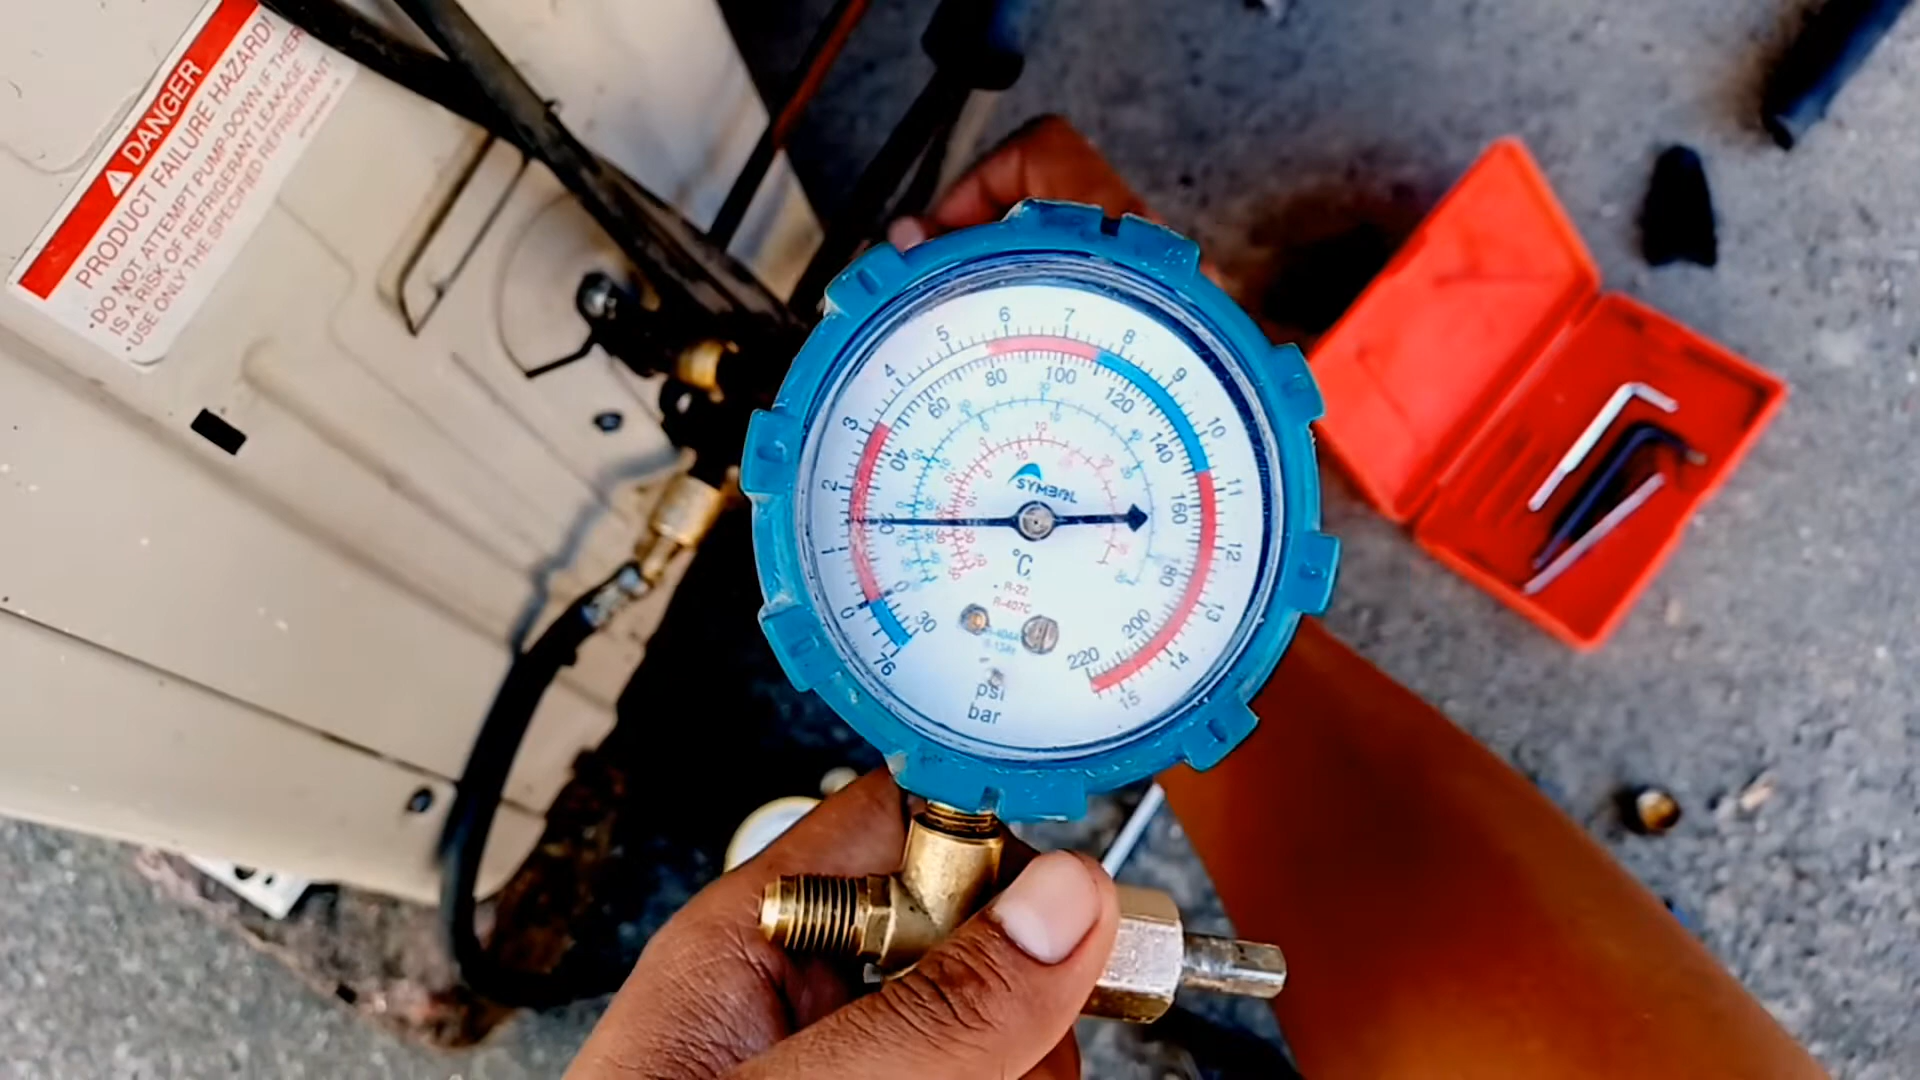 DANGER
PRODUCT FAILURE HAZARD!
•DO NOT ATTEMPT PUMP-DOWN IF THER
IS A RISK OF REFRIGERANT LEAKAGE
•USE ONLY THE SPECIFIED REFRIGERANT
0 1 2 3 4 5 6 7 8 9 10 11 12 13 14 15
76
30 0 20 40 60 80 100 120 140 160 180 200 220
SYMBOL
°C
R-22
R-407C
psi
bar